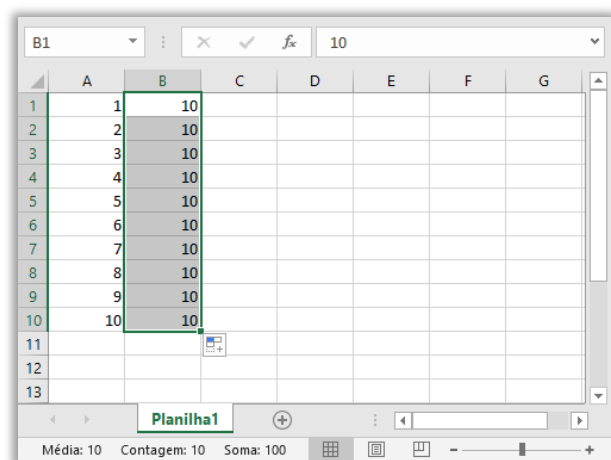 B1 fx 10
A B C D E F G
1 1 10
2 2 10
3 3 10
4 4 10
5 5 10
6 6 10
7 7 10
8 8 10
9 9 10
10 10 10
11
12
13
Planilha1
Média: 10 Contagem: 10 Soma: 100